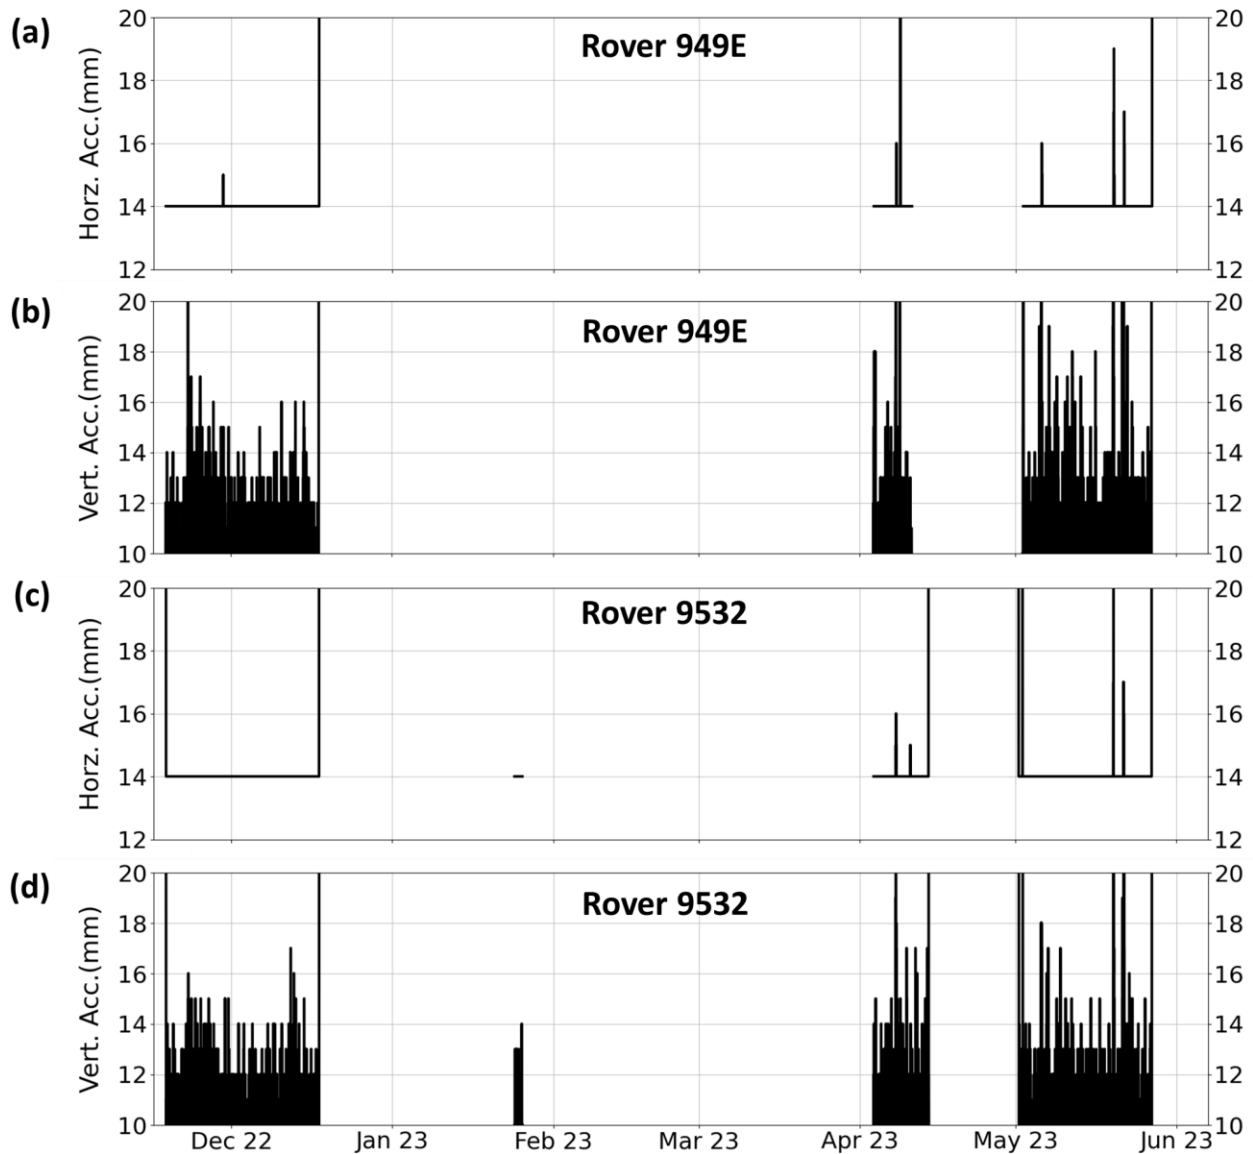 (a)
Horz. Acc.(mm)
Rover 949E
20 20
18 18
16 16
14 14
12 12
(b)
Vert. Acc.(mm)
Rover 949E
20 20
18 18
16 16
14 14
12 12
10 10
(c)
Horz. Acc.(mm)
Rover 9532
20 20
18 18
16 16
14 14
12 12
(d)
Vert. Acc.(mm)
Rover 9532
20 20
18 18
16 16
14 14
12 12
10 10
Dec 22 Jan 23 Feb 23 Mar 23 Apr 23 May 23 Jun 23